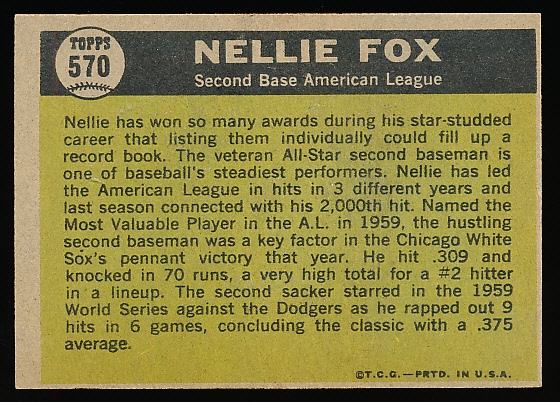 TOPPS
570
NELLIE FOX
Second Base American League
Nellie has won so many awards during his star-studded
career that listing them individually could fill up a
record book. The veteran All-Star second baseman is
one of baseball's steadiest performers. Nellie has led
the American League in hits in 3 different years and
last season connected with his 2,000th hit. Named the
Most Valuable Player in the A.L. in 1959, the hustling
second baseman was a key factor in the Chicago White
Sox's pennant victory that year. He hit .309 and
knocked in 70 runs, a very high total for a #2 hitter
in a lineup. The second sacker starred in the 1959
World Series against the Dodgers as he rapped out 9
hits in 6 games, concluding the classic with a .375
average.
©T.C.G.—PRTD. IN U.S.A.